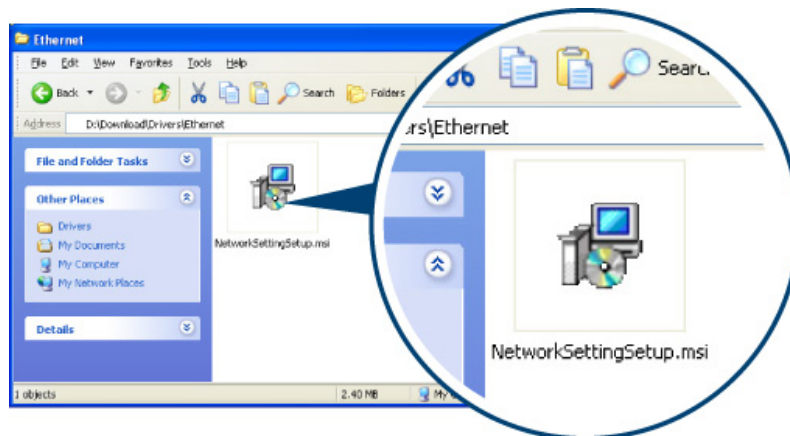 Ethernet
File Edit View Favorites Tools Help
Back Search Folders
Address D:\Download\Drivers\Ethernet
File and Folder Tasks
Other Places
Drivers
My Documents
My Computer
My Network Places
Details
NetworkSettingSetup.msi
1 objects 2.40 MB My
Sear
rs\Ethernet
NetworkSettingSetup.msi